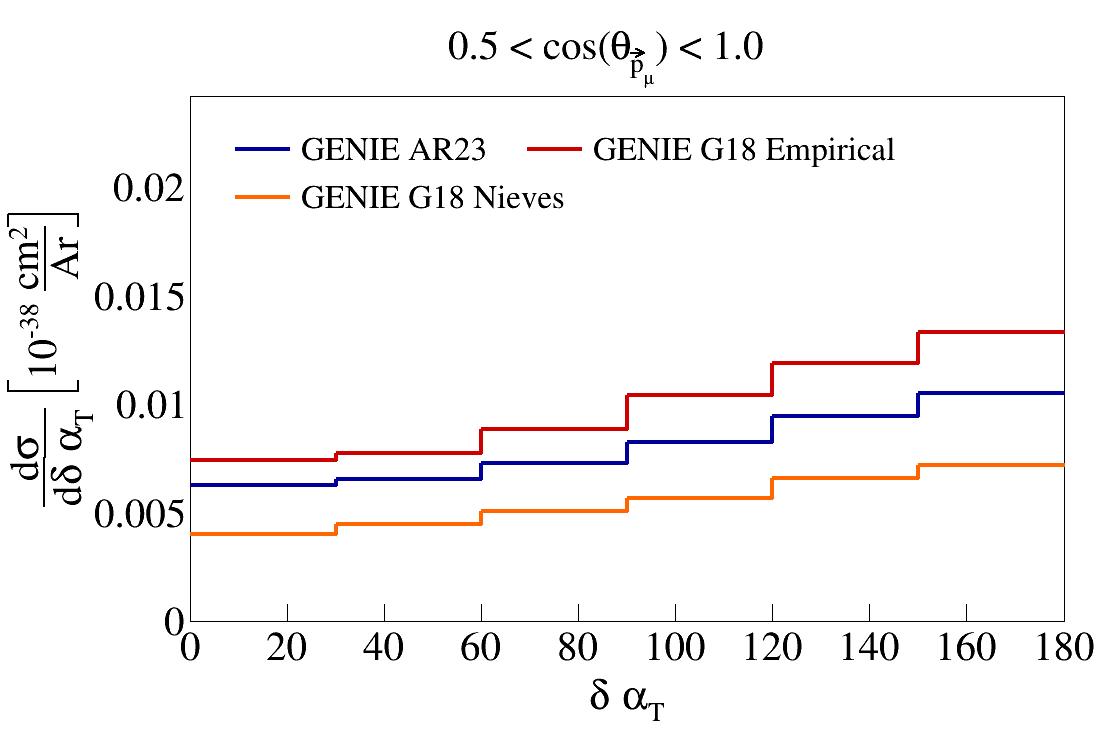 0.5 < cos(θ_{\vec{p}_μ}) < 1.0
GENIE AR23 GENIE G18 Empirical
GENIE G18 Nieves
dσ/dδ α_T [10^{-38} cm²/Ar]
0.02
0.015
0.01
0.005
0
0 20 40 60 80 100 120 140 160 180
δ α_T